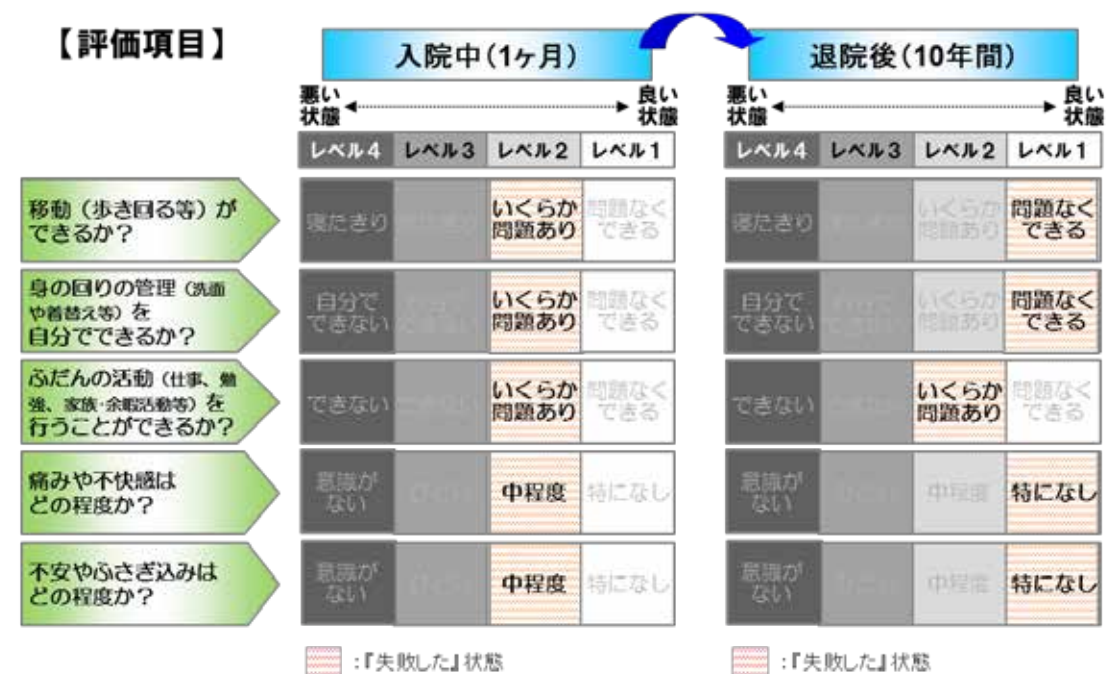 【評価項目】
入院中(1ヶ月)
退院後(10年間)
悪い
状態
良い
状態
悪い
状態
良い
状態
レベル4 レベル3 レベル2 レベル1
レベル4 レベル3 レベル2 レベル1
移動(歩き回る等)が
できるか?
寝たきり
いくらか
問題あり
問題なく
できる
寝たきり
いくらか
問題あり
問題なく
できる
身の回りの管理(洗面
や着替え等)を
自分でできるか?
自分で
できない
いくらか
問題あり
問題なく
できる
自分で
できない
いくらか
問題あり
問題なく
できる
ふだんの活動(仕事、勉
強、家族・余暇活動等)を
行うことができるか?
できない
いくらか
問題あり
問題なく
できる
できない
いくらか
問題あり
問題なく
できる
痛みや不快感は
どの程度か?
意識が
ない
中程度
特になし
意識が
ない
中程度
特になし
不安やふさぎ込みは
どの程度か?
意識が
ない
中程度
特になし
意識が
ない
中程度
特になし
:『失敗した』状態
:『失敗した』状態